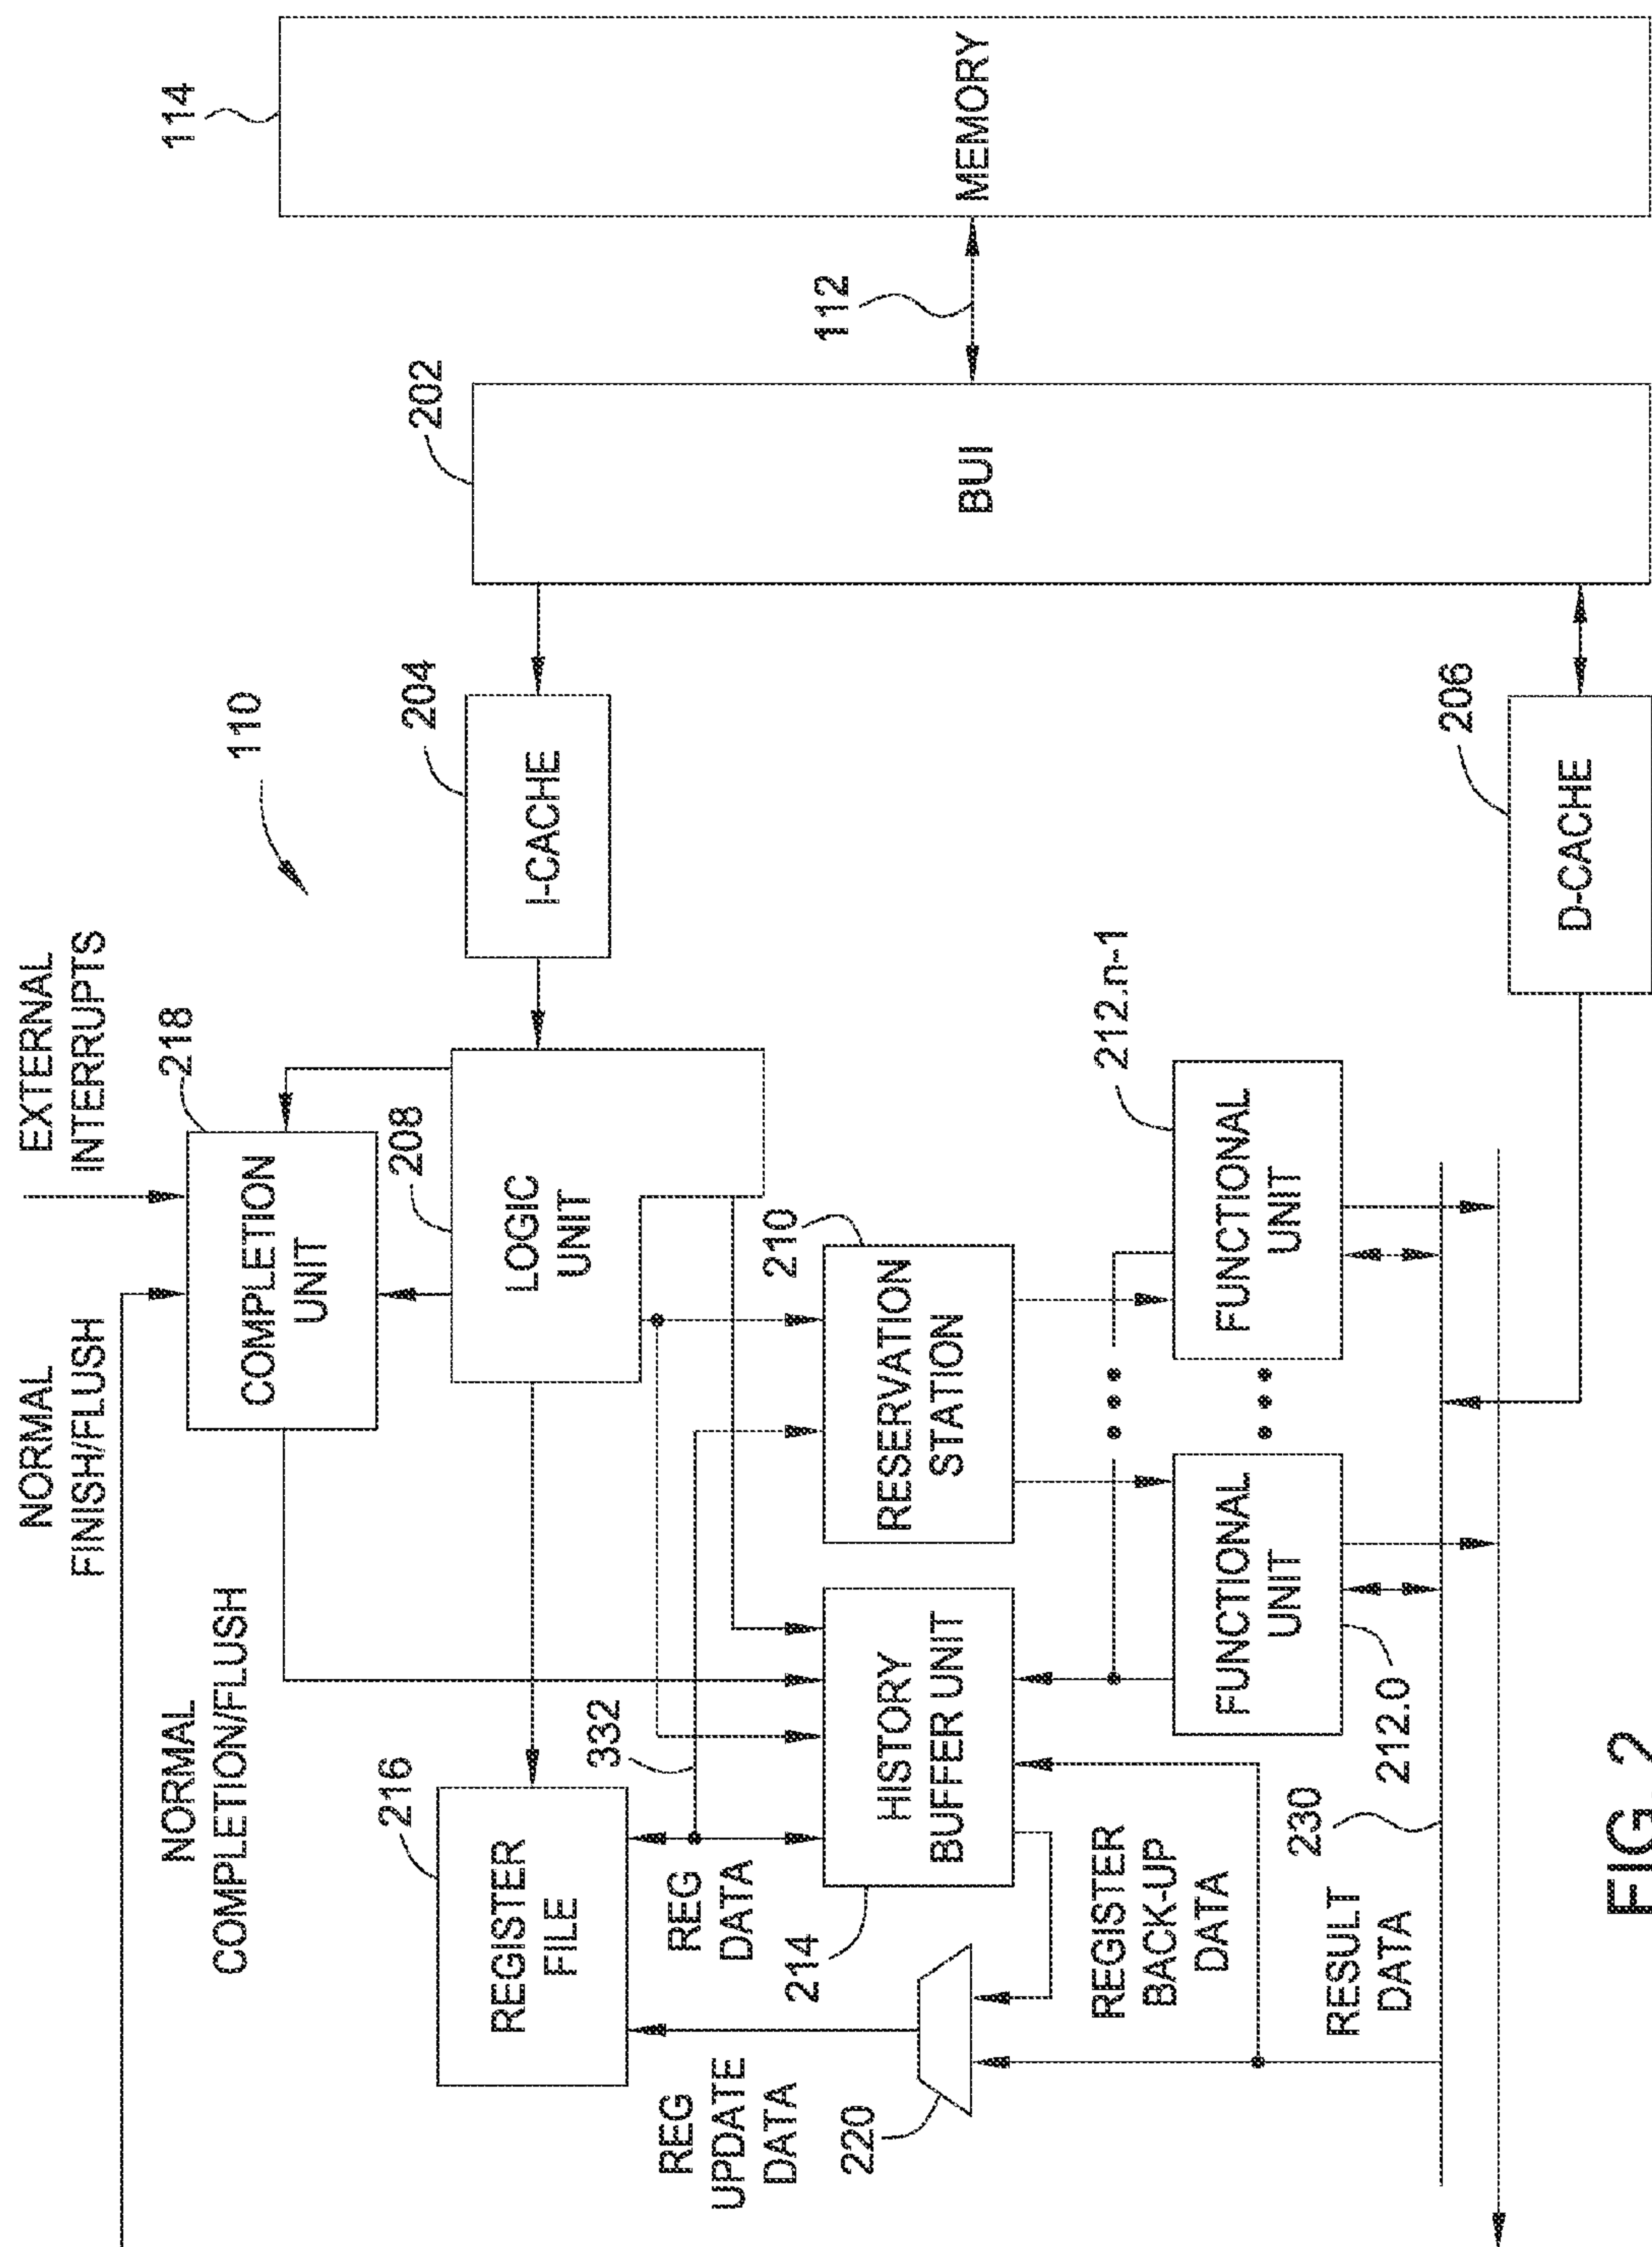 NORMAL
FINISH/FLUSH
EXTERNAL
INTERRUPTS
NORMAL
COMPLETION/FLUSH
218
COMPLETION
UNIT
110
114
216
REGISTER
FILE
208
LOGIC
UNIT
204
I-CACHE
202
BUI
112
MEMORY
332
REG
DATA
REG
UPDATE
DATA
220
214
HISTORY
BUFFER UNIT
210
RESERVATION
STATION
REGISTER
BACK-UP
DATA
212.0
FUNCTIONAL
UNIT
212.n-1
FUNCTIONAL
UNIT
206
D-CACHE
RESULT
DATA
230
FIG. 2